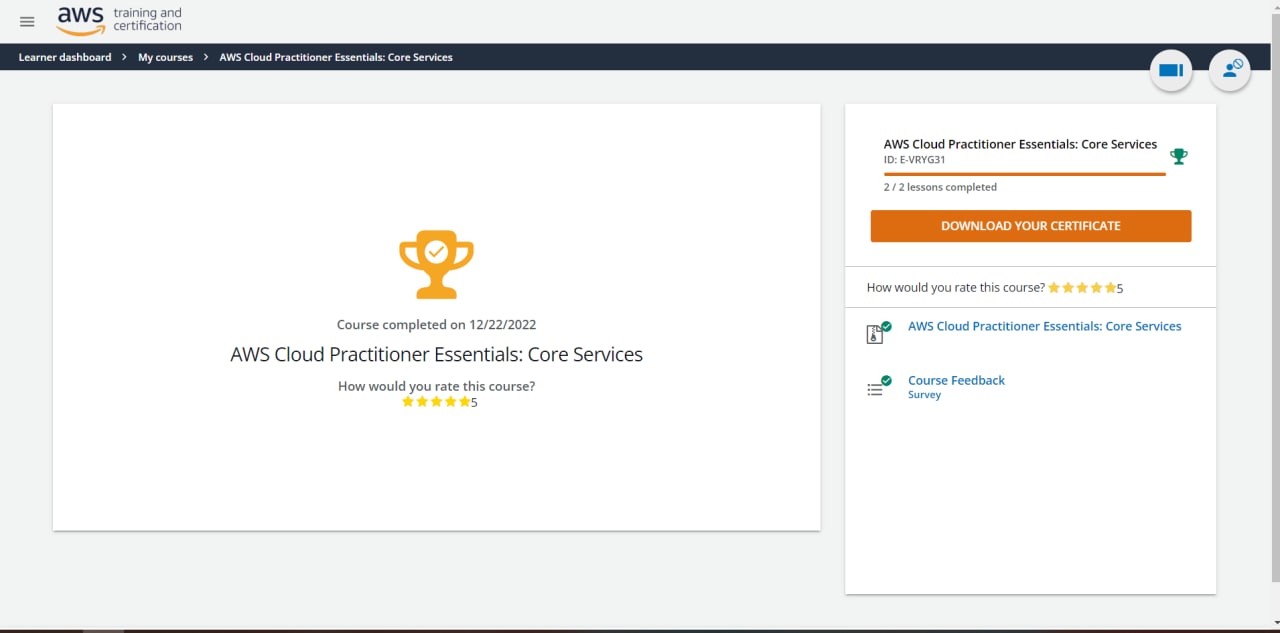 aws training and
certification
Learner dashboard > My courses > AWS Cloud Practitioner Essentials: Core Services
Course completed on 12/22/2022
AWS Cloud Practitioner Essentials: Core Services
How would you rate this course?
5
AWS Cloud Practitioner Essentials: Core Services
ID: E-VRYG31
2 / 2 lessons completed
DOWNLOAD YOUR CERTIFICATE
How would you rate this course? 5
AWS Cloud Practitioner Essentials: Core Services
Course Feedback
Survey